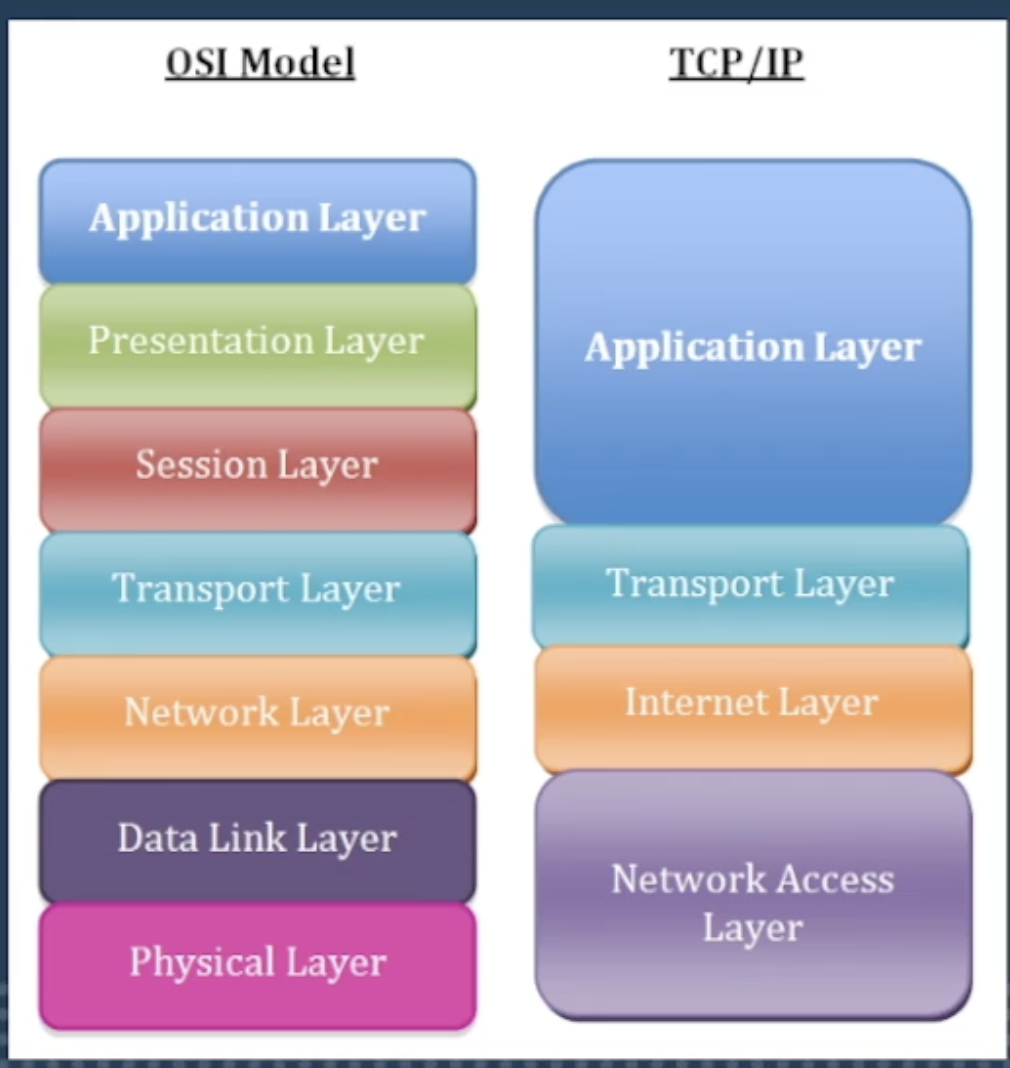 OSI Model
TCP/IP
Application Layer
Presentation Layer
Session Layer
Transport Layer
Network Layer
Data Link Layer
Physical Layer
Application Layer
Transport Layer
Internet Layer
Network Access
Layer